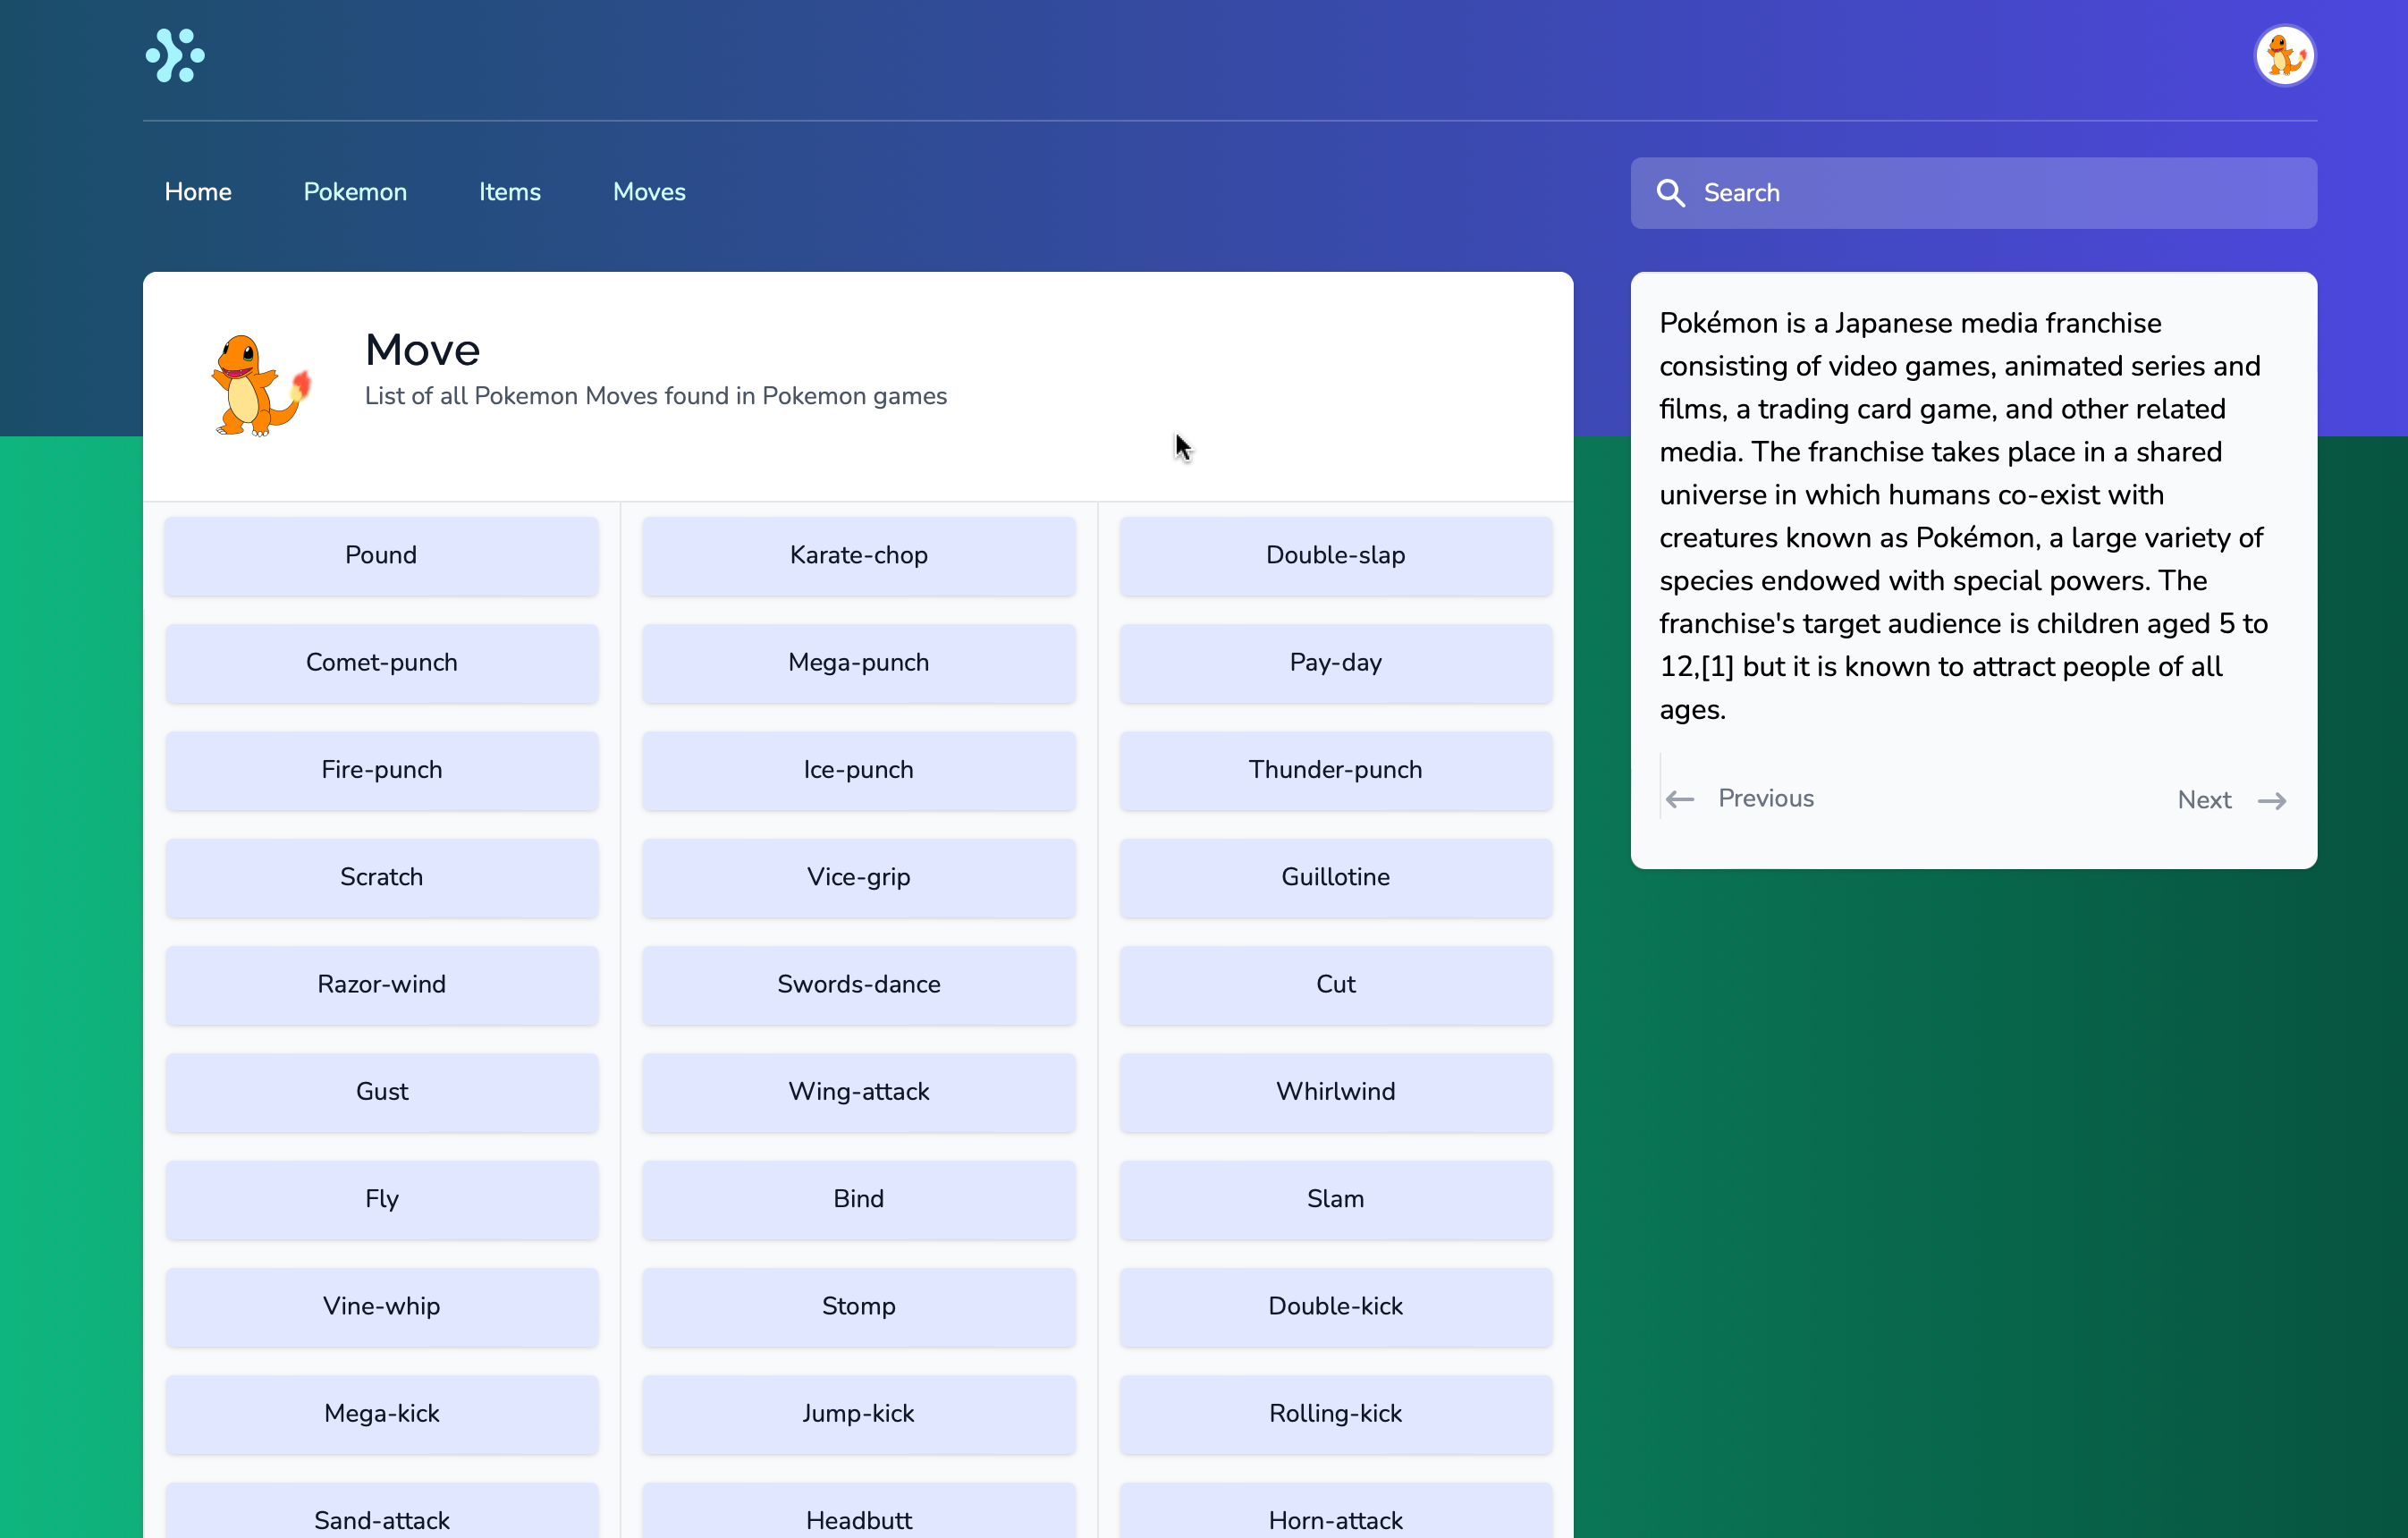 Home Pokemon Items Moves
Search
Move
List of all Pokemon Moves found in Pokemon games
Pound Karate-chop Double-slap
Comet-punch Mega-punch Pay-day
Fire-punch Ice-punch Thunder-punch
Scratch Vice-grip Guillotine
Razor-wind Swords-dance Cut
Gust Wing-attack Whirlwind
Fly Bind Slam
Vine-whip Stomp Double-kick
Mega-kick Jump-kick Rolling-kick
Sand-attack Headbutt Horn-attack
Pokémon is a Japanese media franchise
consisting of video games, animated series and
films, a trading card game, and other related
media. The franchise takes place in a shared
universe in which humans co-exist with
creatures known as Pokémon, a large variety of
species endowed with special powers. The
franchise's target audience is children aged 5 to
12,[1] but it is known to attract people of all
ages.
Previous Next